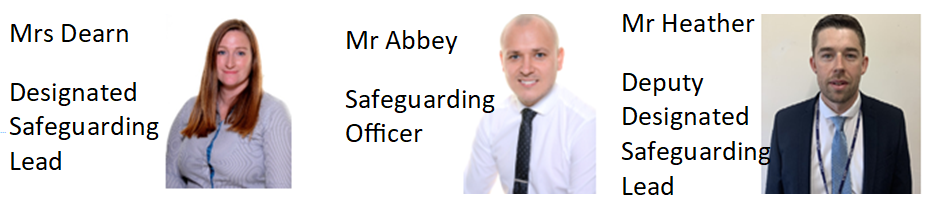 Mrs Dearn
Designated
Safeguarding
Lead
Mr Abbey
Safeguarding
Officer
Mr Heather
Deputy
Designated
Safeguarding
Lead